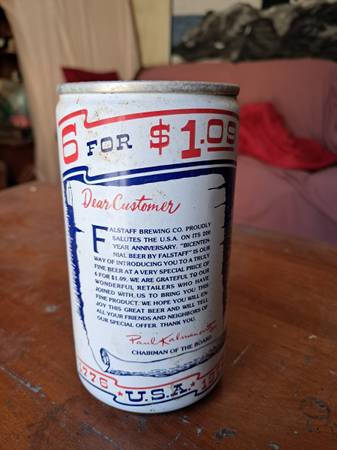 6 FOR $1.09
Dear Customer
FALSTAFF BREWING CO. PROUDLY
SALUTES THE U.S.A. ON ITS 200
YEAR ANNIVERSARY. "BICENTEN-
NIAL BEER BY FALSTAFF" IS OUR
WAY OF INTRODUCING YOU TO A TRULY
FINE BEER AT A VERY SPECIAL PRICE OF
6 FOR $1.09. WE ARE GRATEFUL TO OUR
WONDERFUL RETAILERS WHO HAVE
JOINED WITH US TO BRING YOU THIS
FINE PRODUCT. WE HOPE YOU WILL EN-
JOY THIS GREAT BEER AND WILL TELL
ALL YOUR FRIENDS AND NEIGHBORS OF
OUR SPECIAL OFFER. THANK YOU.
Paul Kalmanovitz
CHAIRMAN OF THE BOARD
1776 ★ U.S.A. ★ 19